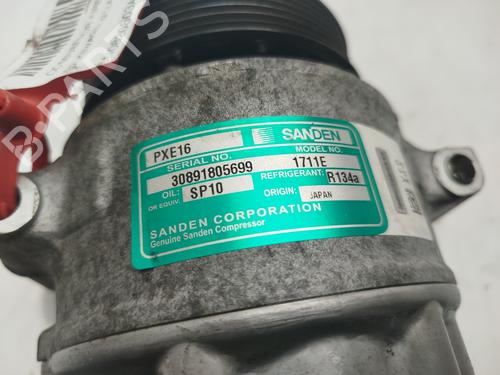 B-PARTS
PXE16 SANDEN
SERIAL NO. MODEL NO.
30891805699 1711E
OIL: SP10 REFRIGERANT: R134a
OR EQUIV. ORIGIN: JAPAN
SANDEN CORPORATION
Genuine Sanden Compressor